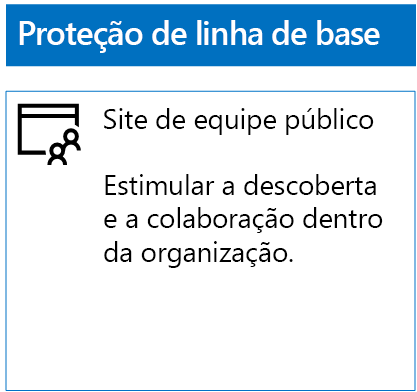 Proteção de linha de base
Site de equipe público
Estimular a descoberta
e a colaboração dentro
da organização.